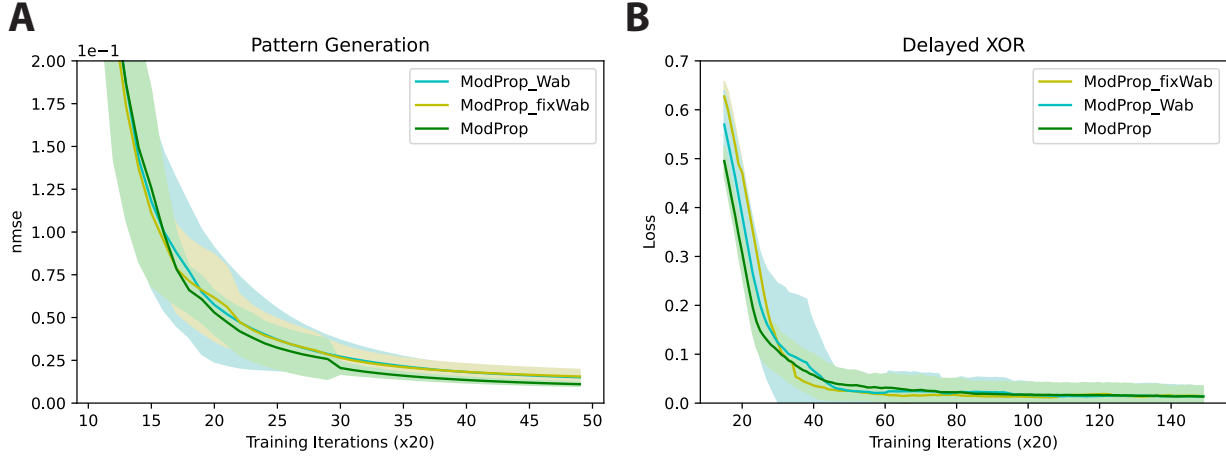 A
Pattern Generation
1e−1
2.00
1.75
1.50
1.25
1.00
0.75
0.50
0.25
0.00
nmse
ModProp_Wab
ModProp_fixWab
ModProp
10 15 20 25 30 35 40 45 50
Training Iterations (x20)
B
Delayed XOR
0.7
0.6
0.5
0.4
0.3
0.2
0.1
0.0
Loss
ModProp_fixWab
ModProp_Wab
ModProp
20 40 60 80 100 120 140
Training Iterations (x20)